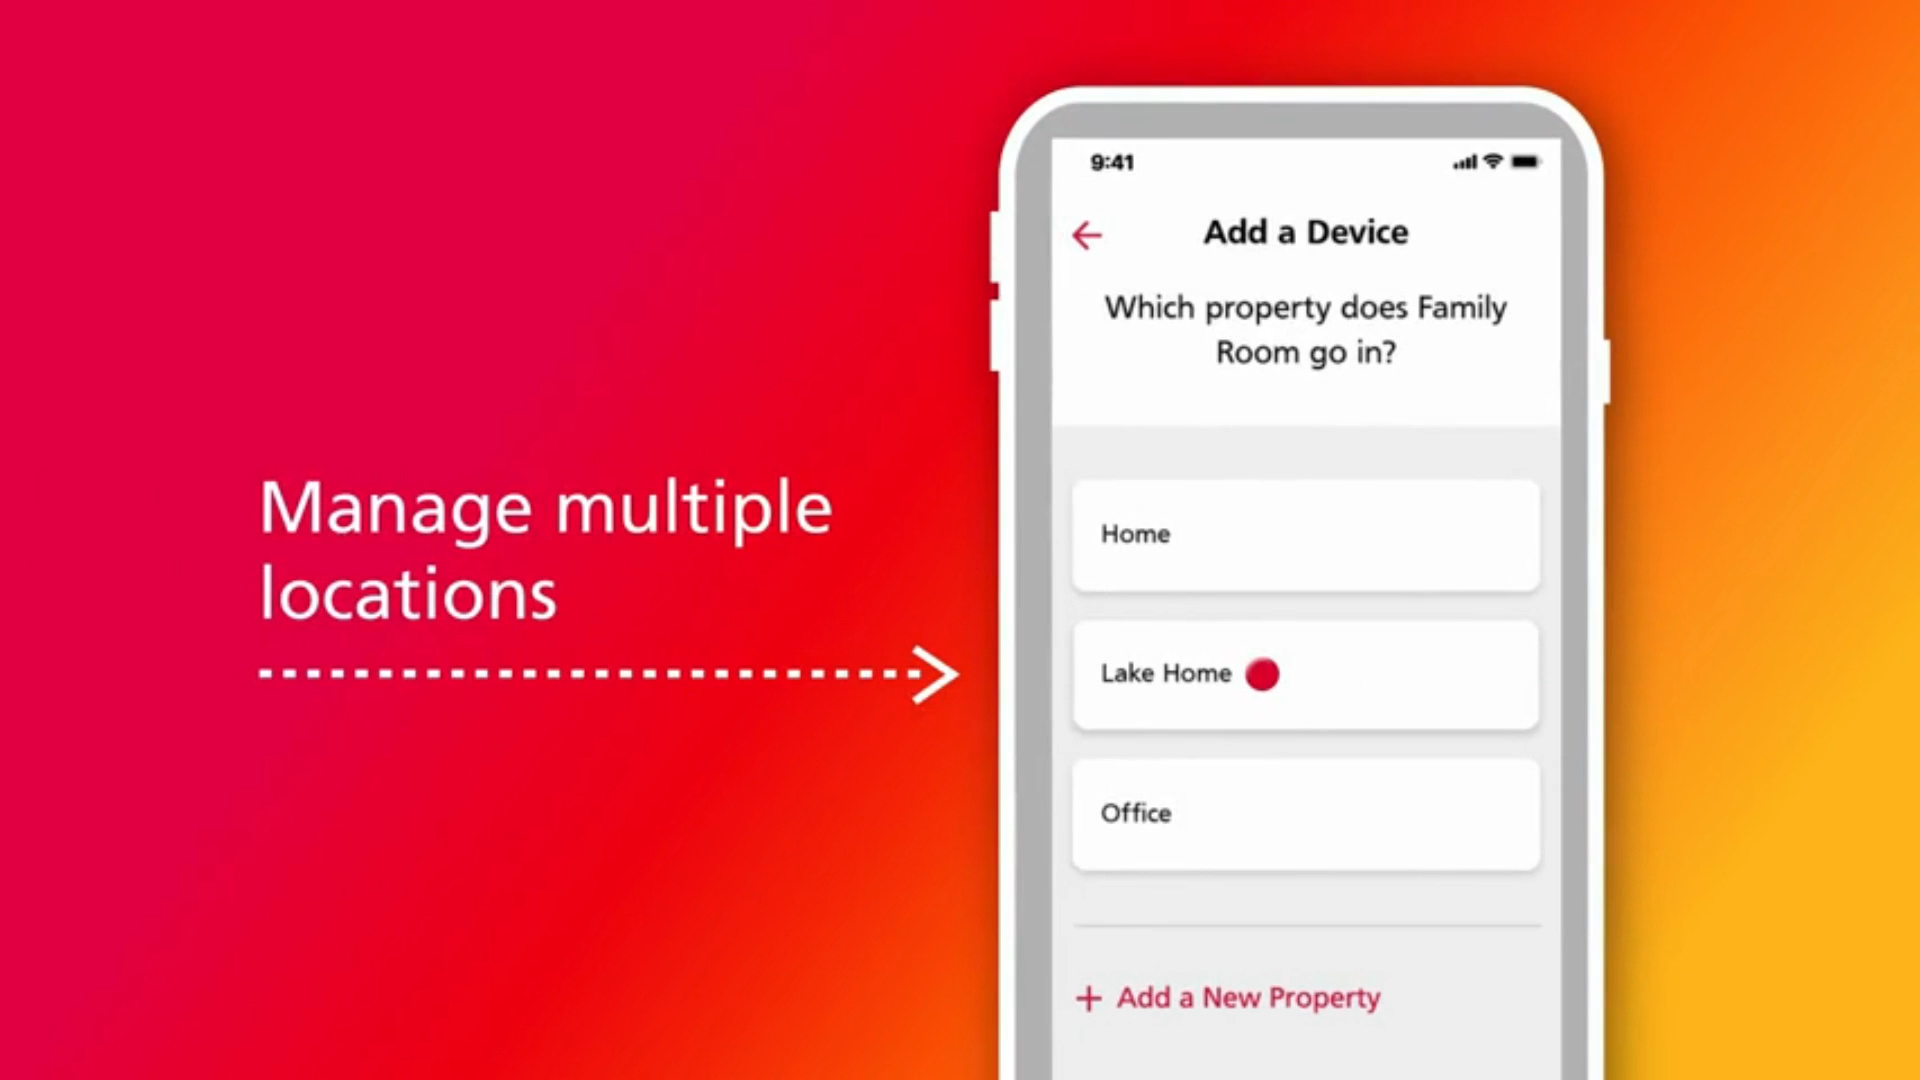 Manage multiple
locations
9:41
Add a Device
Which property does Family
Room go in?
Home
Lake Home
Office
+ Add a New Property